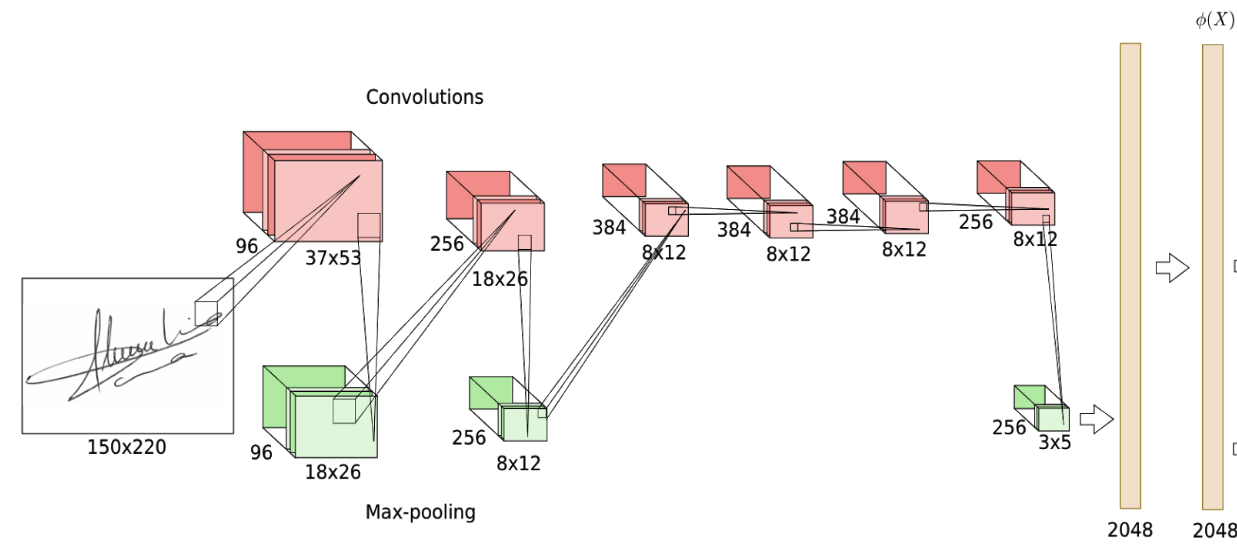 ϕ(X)
Convolutions
96
37x53
256
18x26
384
8x12
384
8x12
384
8x12
256
8x12
150x220
96
18x26
256
8x12
256
3x5
Max-pooling
2048
2048